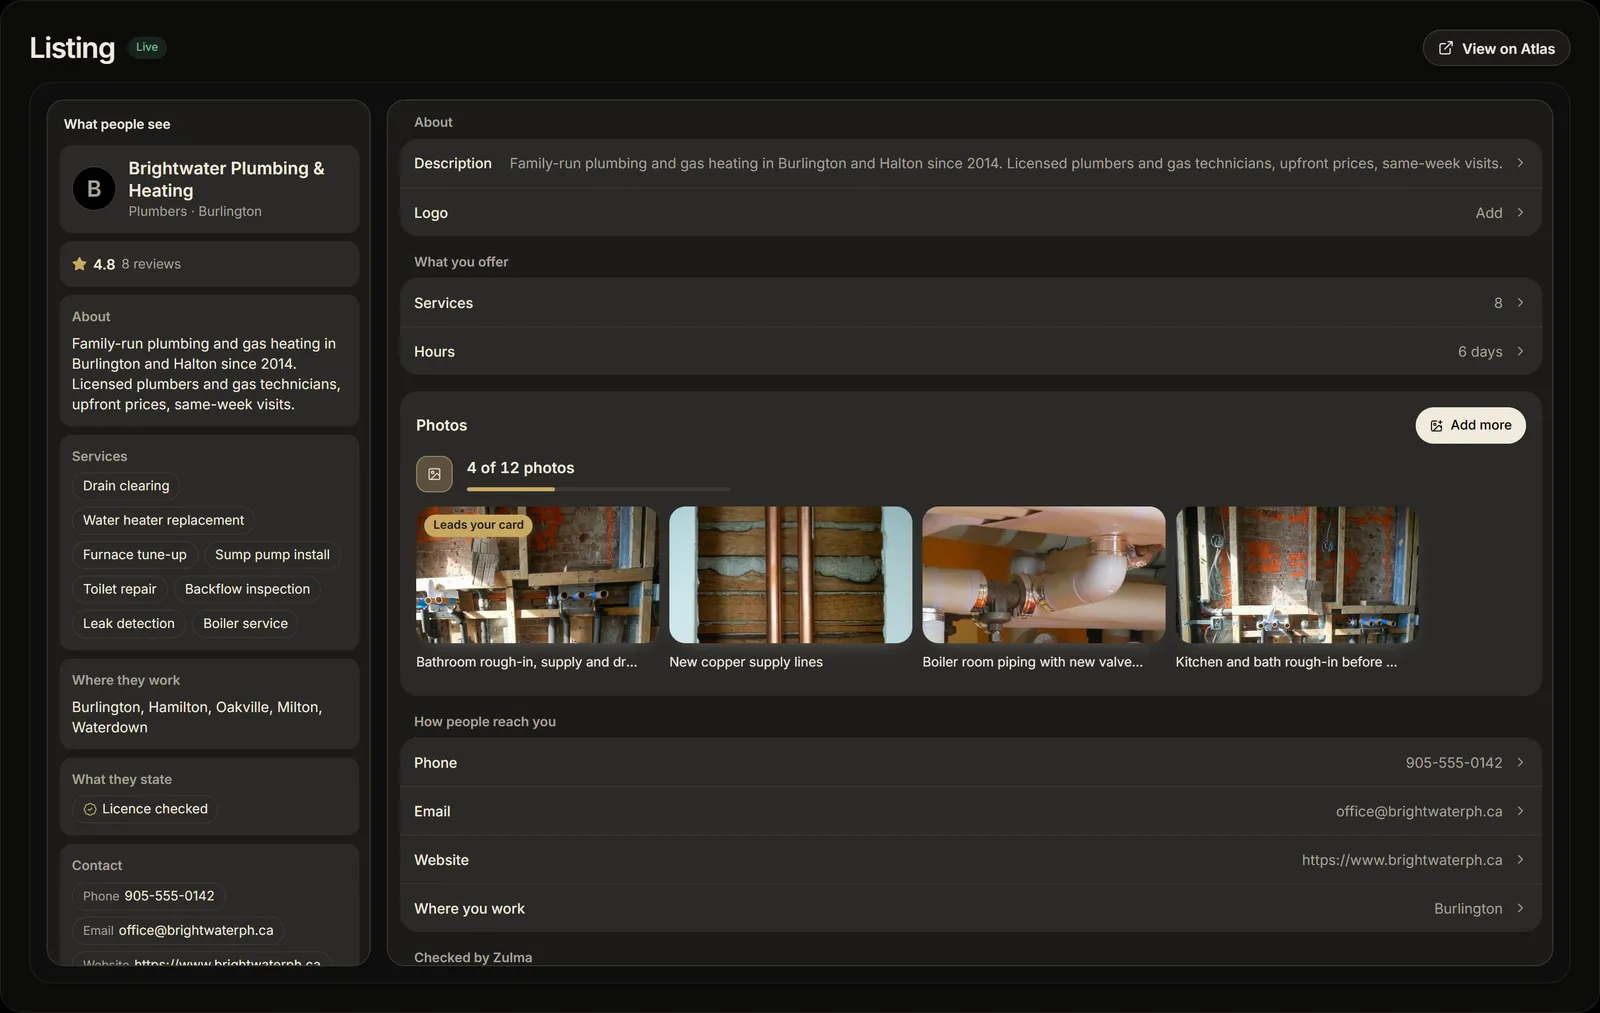 Listing
Live
View on Atlas
What people see
B
Brightwater Plumbing &
Heating
Plumbers · Burlington
4.8 8 reviews
About
Family-run plumbing and gas heating in
Burlington and Halton since 2014.
Licensed plumbers and gas technicians,
upfront prices, same-week visits.
Services
Drain clearing
Water heater replacement
Furnace tune-up
Sump pump install
Toilet repair
Backflow inspection
Leak detection
Boiler service
Where they work
Burlington, Hamilton, Oakville, Milton,
Waterdown
What they state
Licence checked
Contact
Phone 905-555-0142
Email office@brightwaterph.ca
Website https://www.brightwaterph.ca
About
Description Family-run plumbing and gas heating in Burlington and Halton since 2014. Licensed plumbers and gas technicians, upfront prices, same-week visits.
Logo Add
What you offer
Services 8
Hours 6 days
Photos
Add more
4 of 12 photos
Leads your card
Bathroom rough-in, supply and dr...
New copper supply lines
Boiler room piping with new valve...
Kitchen and bath rough-in before ...
How people reach you
Phone 905-555-0142
Email office@brightwaterph.ca
Website https://www.brightwaterph.ca
Where you work Burlington
Checked by Zulma